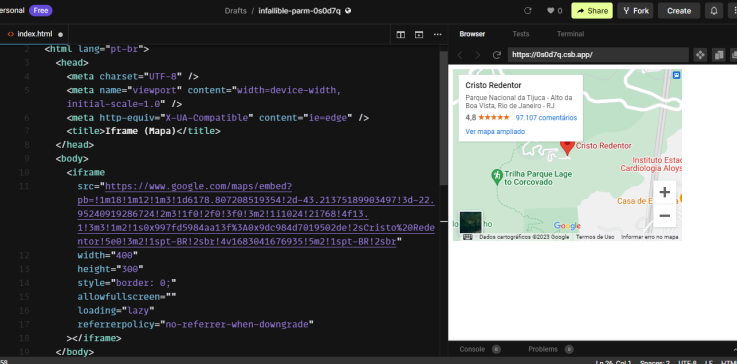 ersonal Free
Drafts / infallible-parm-0s0d7q
0
Share
Fork
Create
<> index.html
Browser
Tests
Terminal
https://0s0d7q.csb.app/
2 <html lang="pt-br">
3 <head>
4 <meta charset="UTF-8" />
5 <meta name="viewport" content="width=device-width,
initial-scale=1.0" />
6 <meta http-equiv="X-UA-Compatible" content="ie=edge" />
7 <title>Iframe (Mapa)</title>
8 </head>
9 <body>
10 <iframe
11 src="https://www.google.com/maps/embed?
pb=!1m18!1m12!1m3!1d6178.807208519354!2d-43.21375189903497!3d-22.
95240919286724!2m3!1f0!2f0!3f0!3m2!1i1024!2i768!4f13.
1!3m3!1m2!1s0x997fd5984aa13f%3A0x9dc984d7019502de!2sCristo%20Rede
ntor!5e0!3m2!1spt-BR!2sbr!4v1683041676935!5m2!1spt-BR!2sbr"
12 width="400"
13 height="300"
14 style="border: 0;"
15 allowfullscreen=""
16 loading="lazy"
17 referrerpolicy="no-referrer-when-downgrade"
18 ></iframe>
19 </body>
Cristo Redentor
Parque Nacional da Tijuca - Alto da
Boa Vista, Rio de Janeiro - RJ
4,8 ★★★★★ 97.107 comentários
Ver mapa ampliado
Cristo Redentor
Instituto Estad
Cardiologia Aloys
Trilha Parque Lage
to Corcovado
Casa de E
+
−
Google
Dados cartográficos ©2023 Google Termos de Uso Informar erro no mapa
Console 0 Problems 0
58
Ln 26, Col 1 Spaces: 2 UTF-8 LF HTM